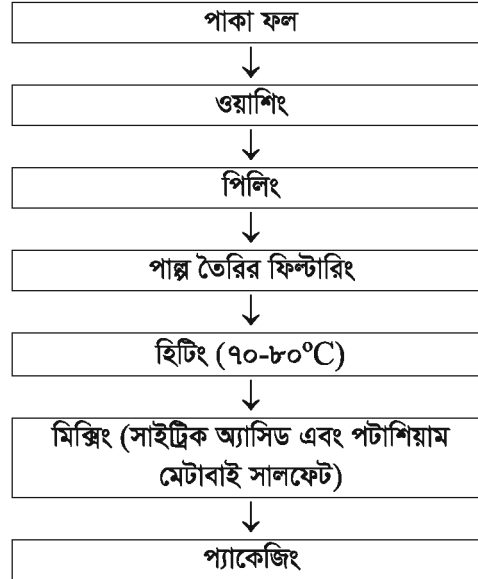 পাকা ফল
ওয়াশিং
পিলিং
পাল্প তৈরির ফিল্টারিং
হিটিং (৭০-৮০°C)
মিক্সিং (সাইট্রিক অ্যাসিড এবং পটাশিয়াম
মেটাবাই সালফেট)
প্যাকেজিং